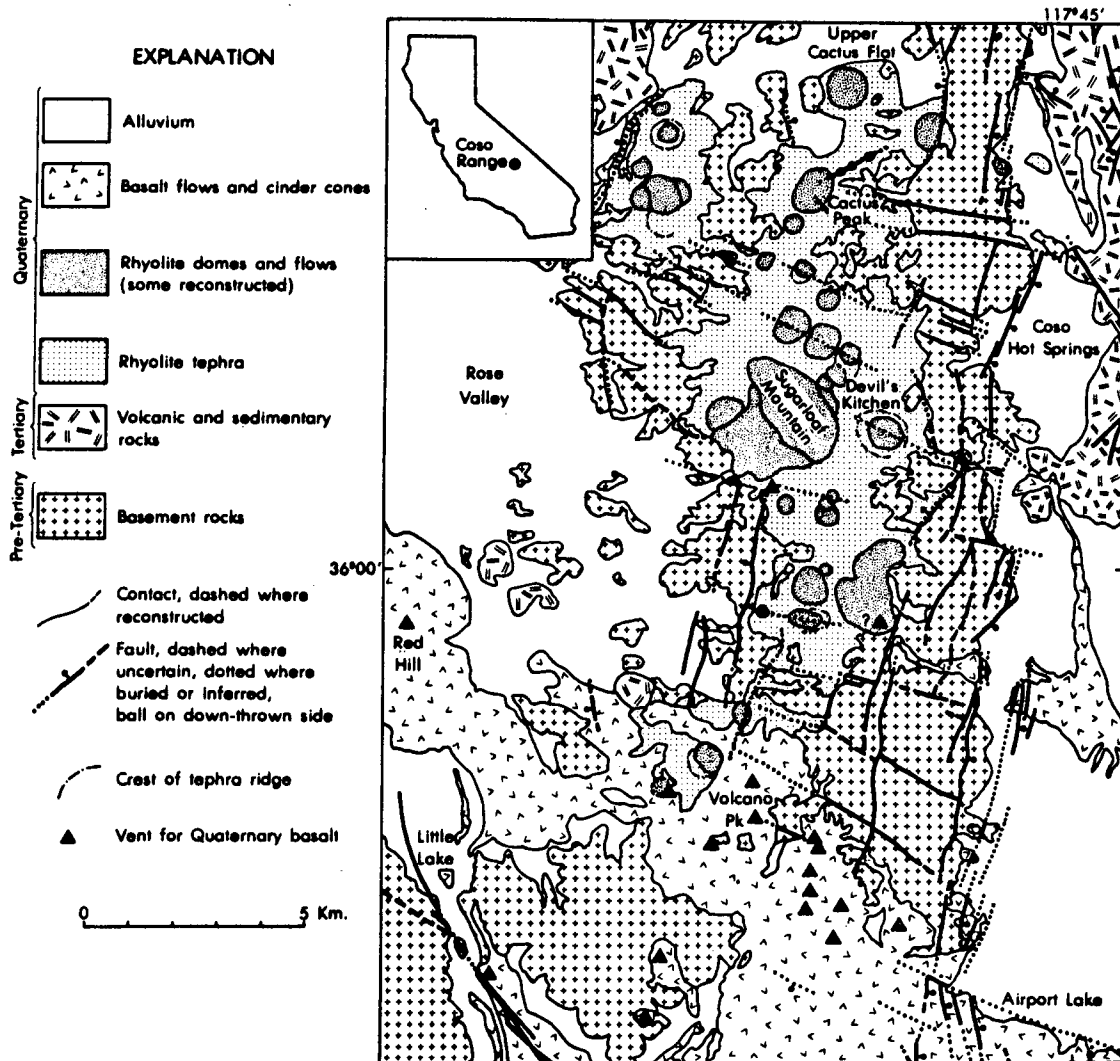 EXPLANATION
Quaternary
Tertiary
Pre-Tertiary
Alluvium
Basalt flows and cinder cones
Rhyolite domes and flows
(some reconstructed)
Rhyolite tephra
Volcanic and sedimentary
rocks
Basement rocks
Contact, dashed where
reconstructed
Fault, dashed where
uncertain, dotted where
buried or inferred,
ball on down-thrown side
Crest of tephra ridge
Vent for Quaternary basalt
0 5 Km.
117°45'
36°00'
Coso
Range
Upper
Cactus Flat
Cactus
Peak
Coso
Hot Springs
Rose
Valley
Sugarloaf
Mountain
Devil's
Kitchen
Red
Hill
?
Volcano
Pk
Little
Lake
Airport Lake